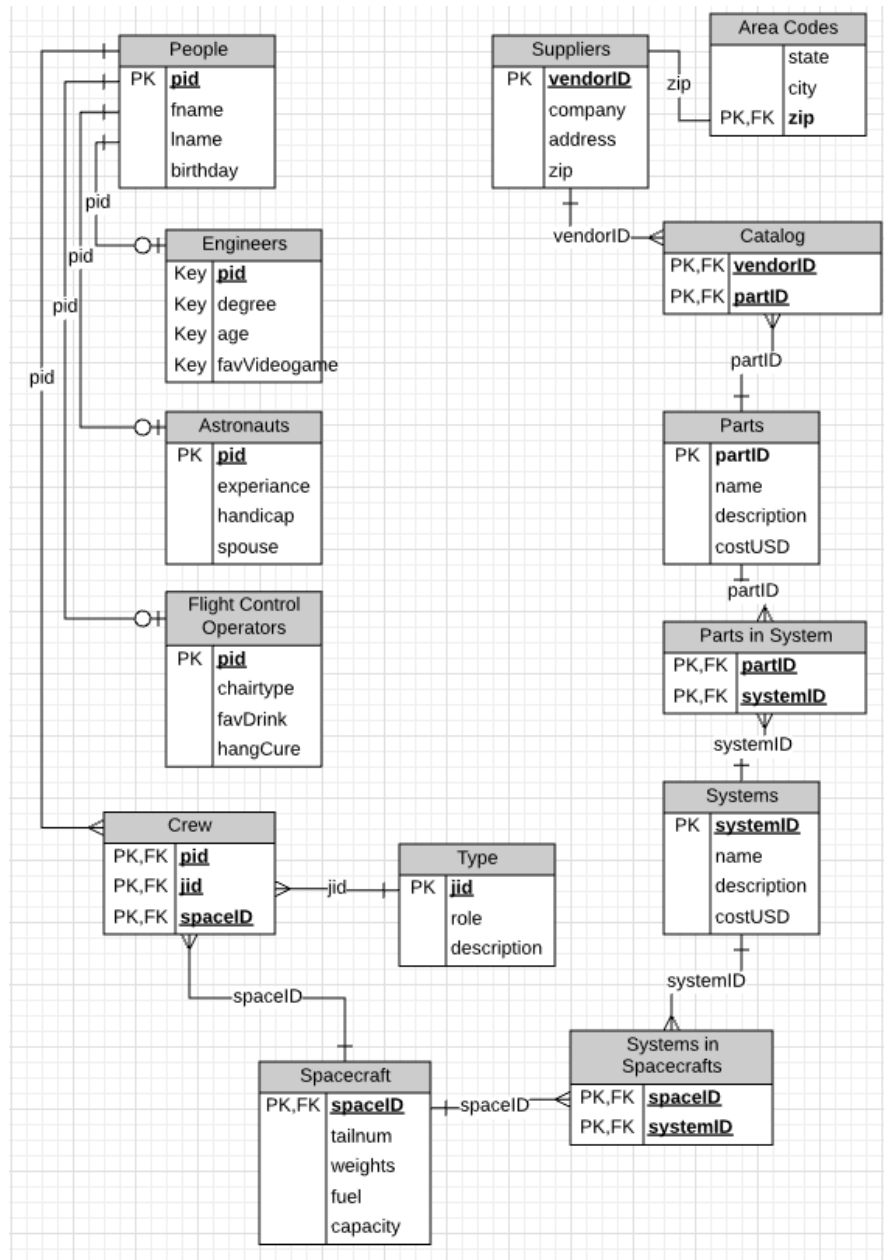 People
PK pid
fname
lname
birthday
pid
pid
pid
pid
Engineers
Key pid
Key degree
Key age
Key favVideogame
Astronauts
PK pid
experiance
handicap
spouse
Flight Control
Operators
PK pid
chairtype
favDrink
hangCure
Crew
PK,FK pid
PK,FK jid
PK,FK spaceID
jid
Type
PK jid
role
description
spaceID
Spacecraft
PK,FK spaceID
tailnum
weights
fuel
capacity
spaceID
Suppliers
PK vendorID
company
address
zip
zip
Area Codes
state
city
PK,FK zip
vendorID
Catalog
PK,FK vendorID
PK,FK partID
partID
Parts
PK partID
name
description
costUSD
partID
Parts in System
PK,FK partID
PK,FK systemID
systemID
Systems
PK systemID
name
description
costUSD
systemID
Systems in
Spacecrafts
PK,FK spaceID
PK,FK systemID